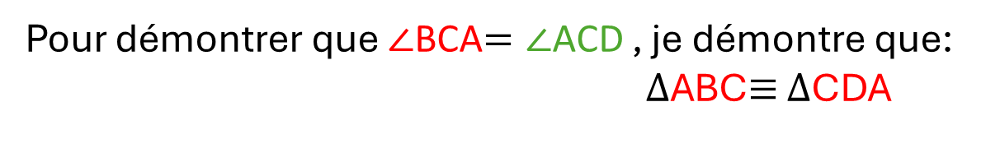 Pour démontrer que ∠BCA= ∠ACD , je démontre que:
ΔABC≡ ΔCDA